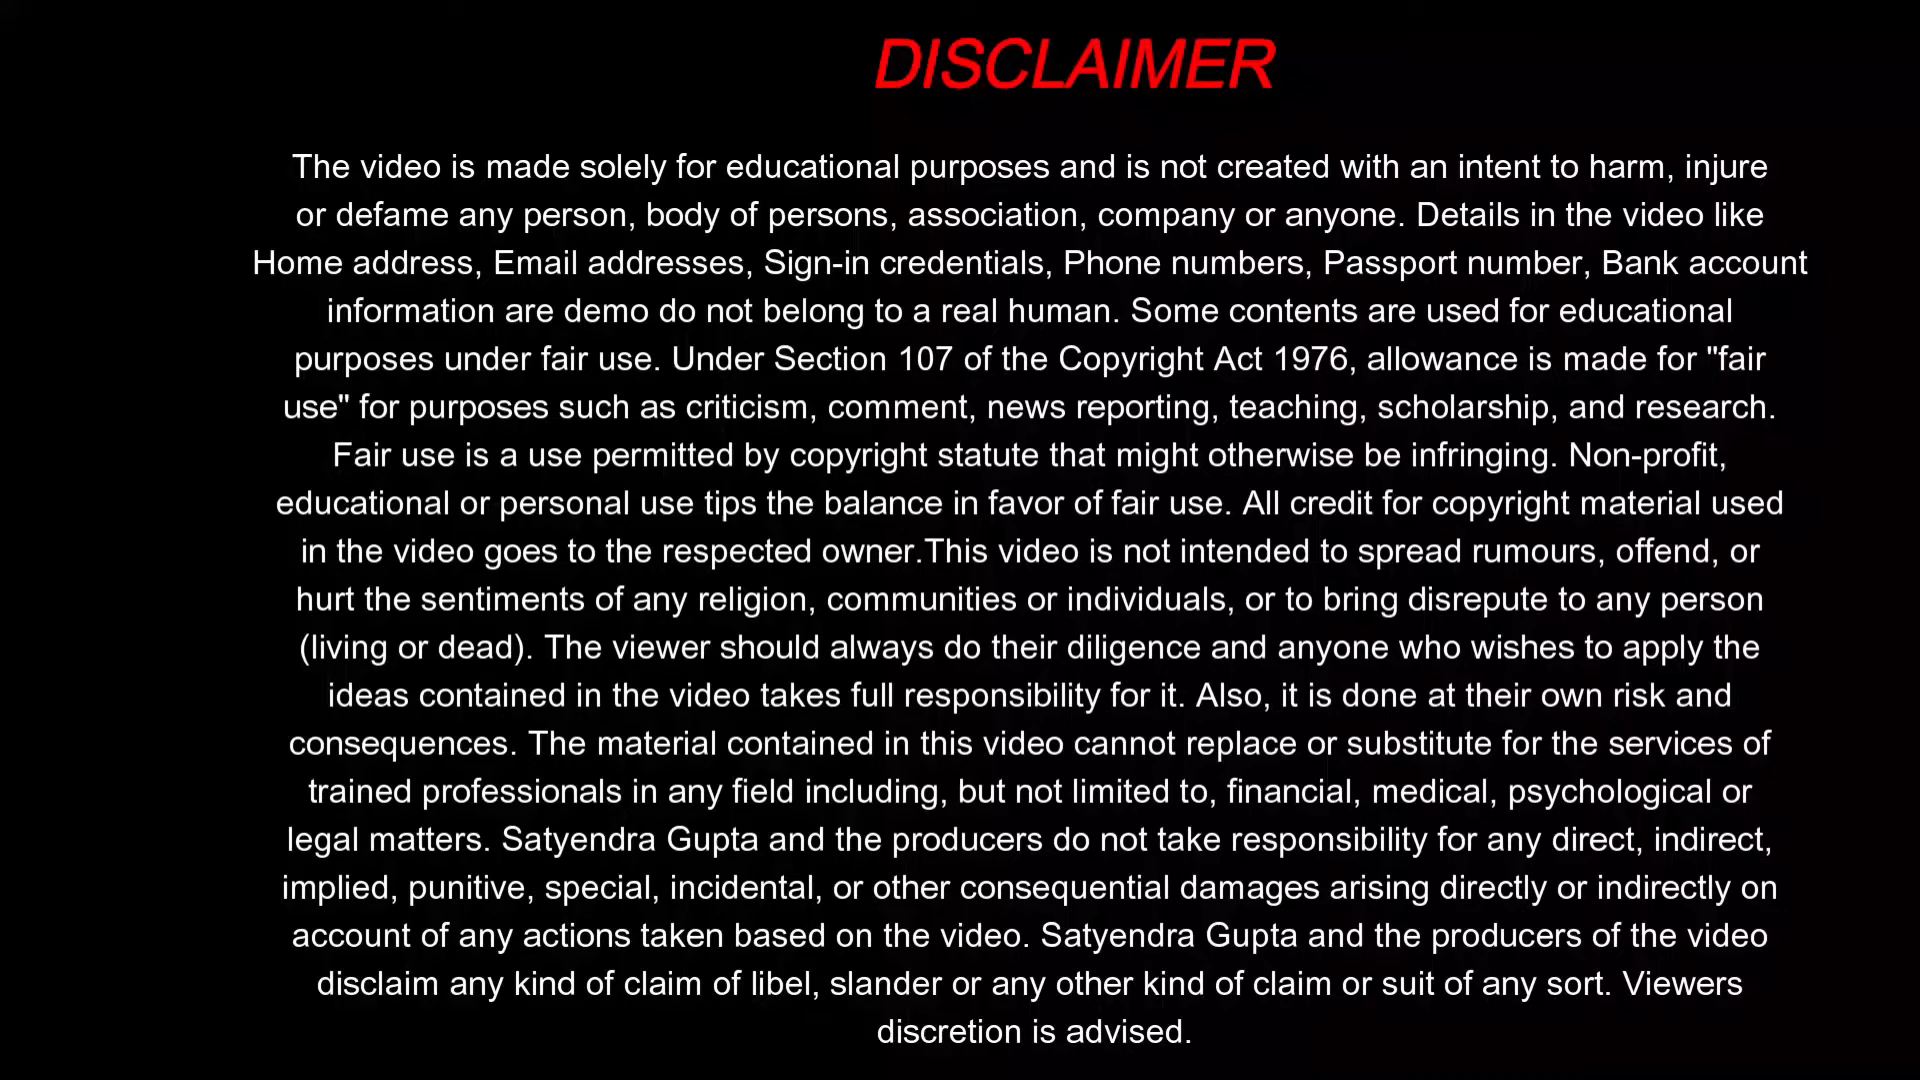 DISCLAIMER
The video is made solely for educational purposes and is not created with an intent to harm, injure
or defame any person, body of persons, association, company or anyone. Details in the video like
Home address, Email addresses, Sign-in credentials, Phone numbers, Passport number, Bank account
information are demo do not belong to a real human. Some contents are used for educational
purposes under fair use. Under Section 107 of the Copyright Act 1976, allowance is made for "fair
use" for purposes such as criticism, comment, news reporting, teaching, scholarship, and research.
Fair use is a use permitted by copyright statute that might otherwise be infringing. Non-profit,
educational or personal use tips the balance in favor of fair use. All credit for copyright material used
in the video goes to the respected owner.This video is not intended to spread rumours, offend, or
hurt the sentiments of any religion, communities or individuals, or to bring disrepute to any person
(living or dead). The viewer should always do their diligence and anyone who wishes to apply the
ideas contained in the video takes full responsibility for it. Also, it is done at their own risk and
consequences. The material contained in this video cannot replace or substitute for the services of
trained professionals in any field including, but not limited to, financial, medical, psychological or
legal matters. Satyendra Gupta and the producers do not take responsibility for any direct, indirect,
implied, punitive, special, incidental, or other consequential damages arising directly or indirectly on
account of any actions taken based on the video. Satyendra Gupta and the producers of the video
disclaim any kind of claim of libel, slander or any other kind of claim or suit of any sort. Viewers
discretion is advised.